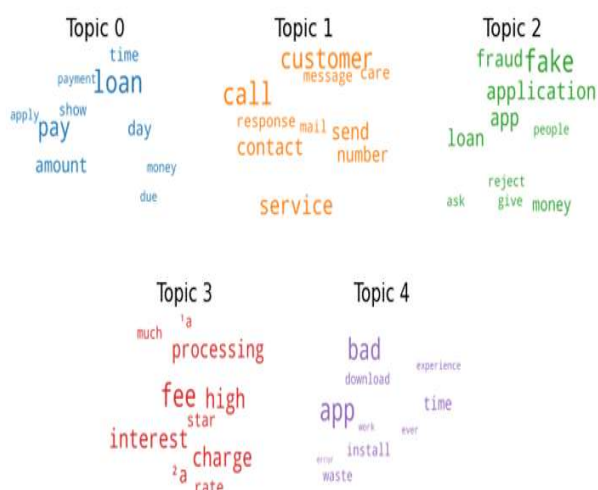 Topic 0
time
payment loan
apply show
pay day
amount money
due
Topic 1
customer
message care
call
response mail send
contact number
service
Topic 2
fraud fake
application
app people
loan
reject
ask give money
Topic 3
much ¹a
processing
fee high
star
interest
charge
²a rate
Topic 4
bad
experience
download
app time
work ever
install
error
waste